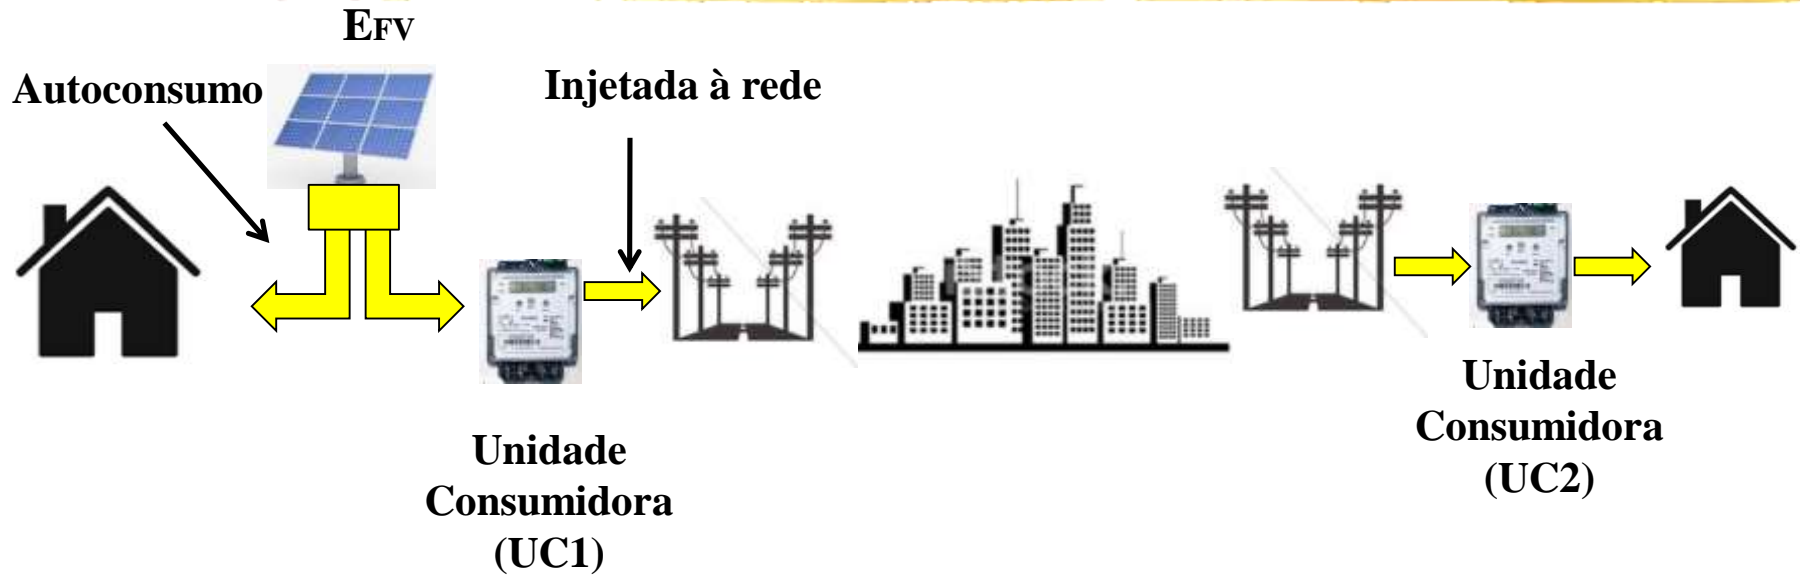 EFV
Autoconsumo
Injetada à rede
Unidade
Consumidora
(UC1)
Unidade
Consumidora
(UC2)